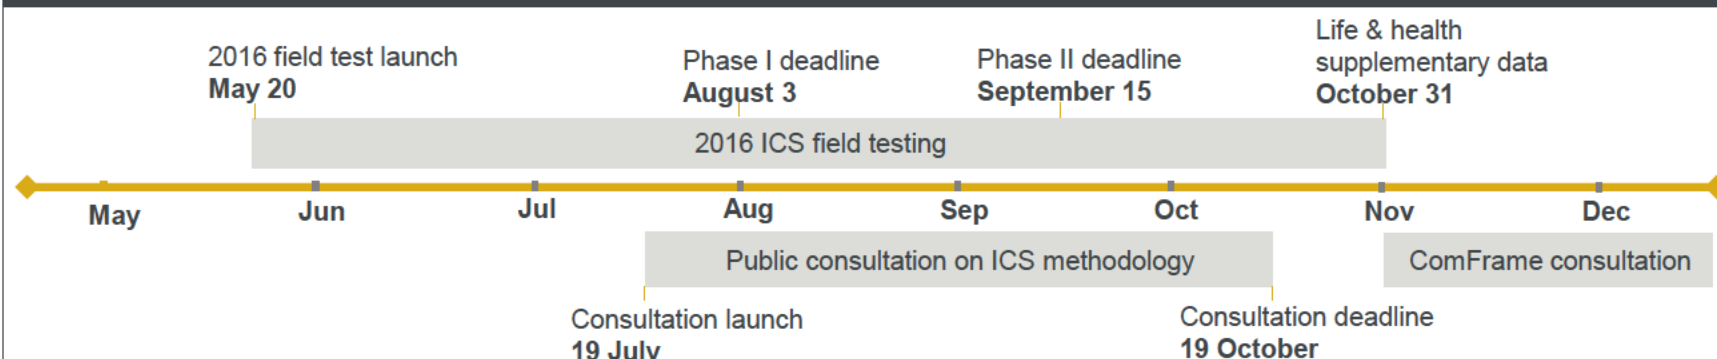 2016 field test launch
May 20
Phase I deadline
August 3
Phase II deadline
September 15
Life & health
supplementary data
October 31
2016 ICS field testing
May
Jun
Jul
Aug
Sep
Oct
Nov
Dec
Public consultation on ICS methodology
ComFrame consultation
Consultation launch
19 July
Consultation deadline
19 October